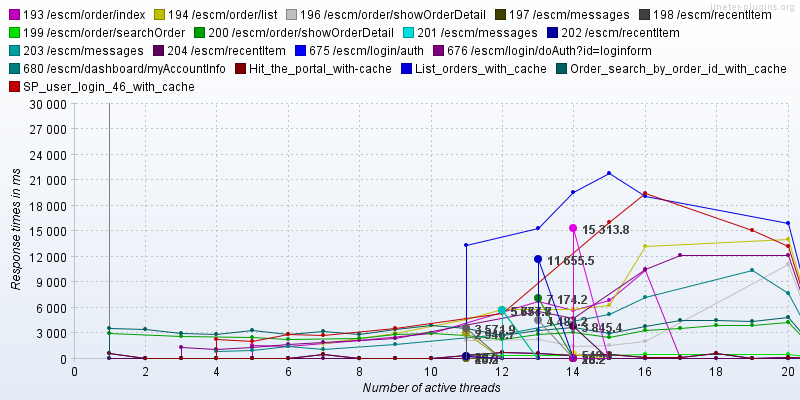 jmeter-plugins.org
193 /escm/order/index 194 /escm/order/list 196 /escm/order/showOrderDetail 197 /escm/messages 198 /escm/recentItem
199 /escm/order/searchOrder 200 /escm/order/showOrderDetail 201 /escm/messages 202 /escm/recentItem
203 /escm/messages 204 /escm/recentItem 675 /escm/login/auth 676 /escm/login/doAuth?id=loginform
680 /escm/dashboard/myAccountInfo Hit_the_portal_with-cache List_orders_with_cache Order_search_by_order_id_with_cache
SP_user_login_46_with_cache
30 000
27 000
24 000
21 000
18 000
15 000
12 000
9 000
6 000
3 000
0
Response times in ms
15 313.8
11 655.5
7 174.2
3 845.4
3 571.9
0 2 4 6 8 10 12 14 16 18 20
Number of active threads